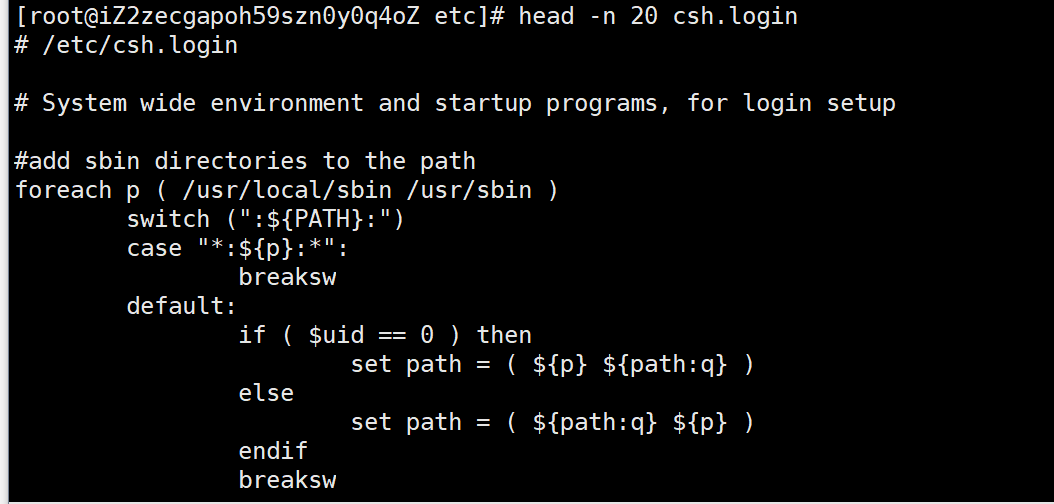 [root@iZ2zecgapoh59szn0y0q4oZ etc]# head -n 20 csh.login
# /etc/csh.login

# System wide environment and startup programs, for login setup

#add sbin directories to the path
foreach p ( /usr/local/sbin /usr/sbin )
        switch (":${PATH}:")
        case "*:${p}:*":
                breaksw
        default:
                if ( $uid == 0 ) then
                        set path = ( ${p} ${path:q} )
                else
                        set path = ( ${path:q} ${p} )
                endif
                breaksw